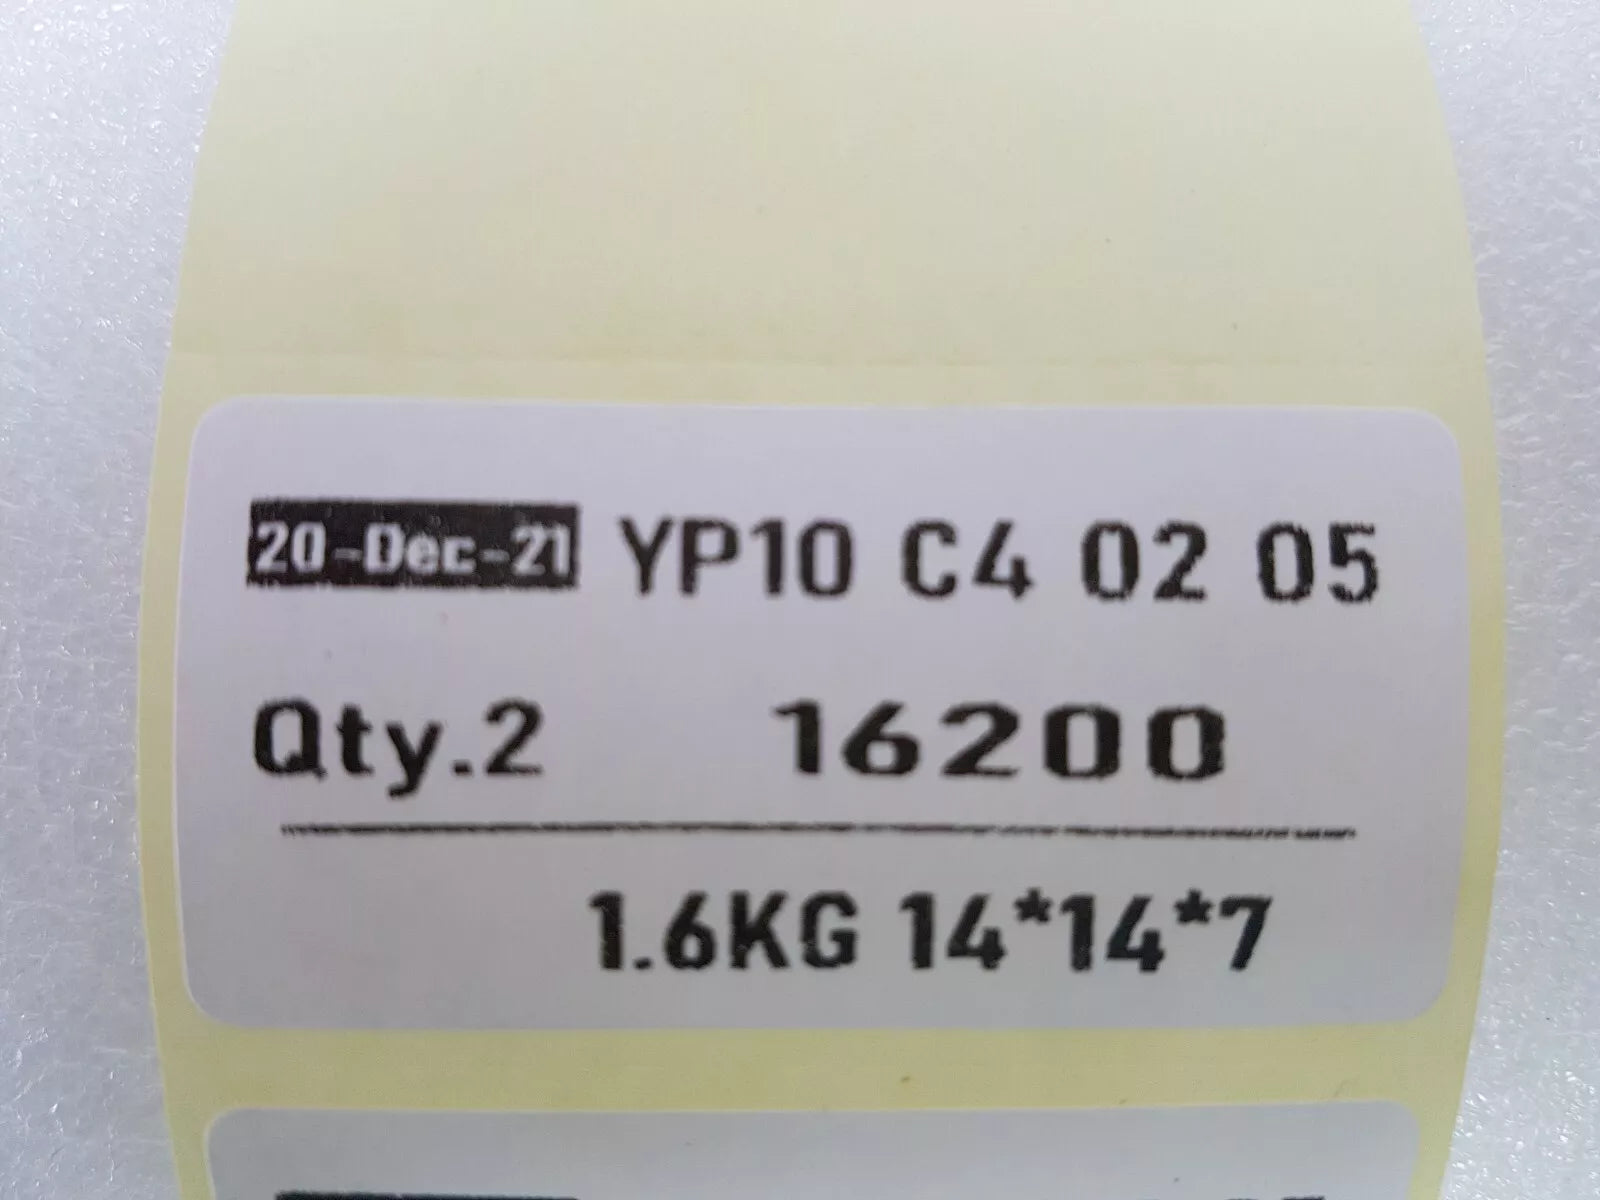 20-Dec-21 YP10 C4 02 05
Qty.2 16200
1.6KG 14*14*7